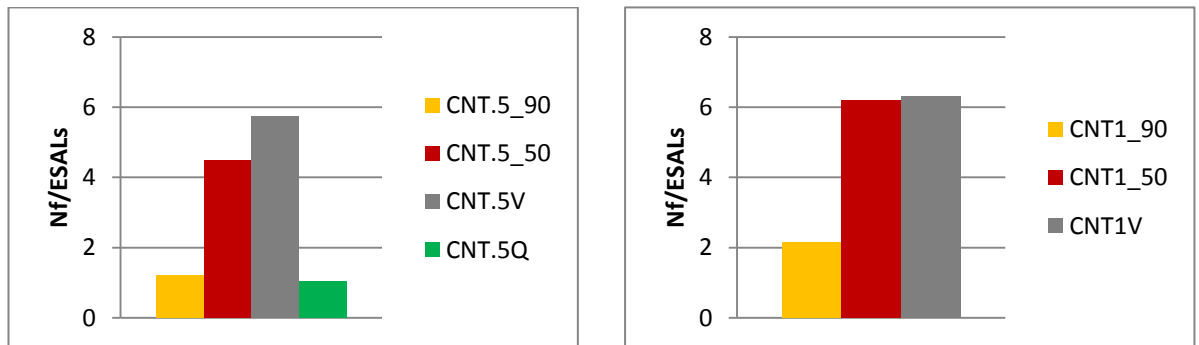 Nf/ESALs
8
6
4
2
0
CNT.5_90
CNT.5_50
CNT.5V
CNT.5Q
Nf/ESALs
8
6
4
2
0
CNT1_90
CNT1_50
CNT1V